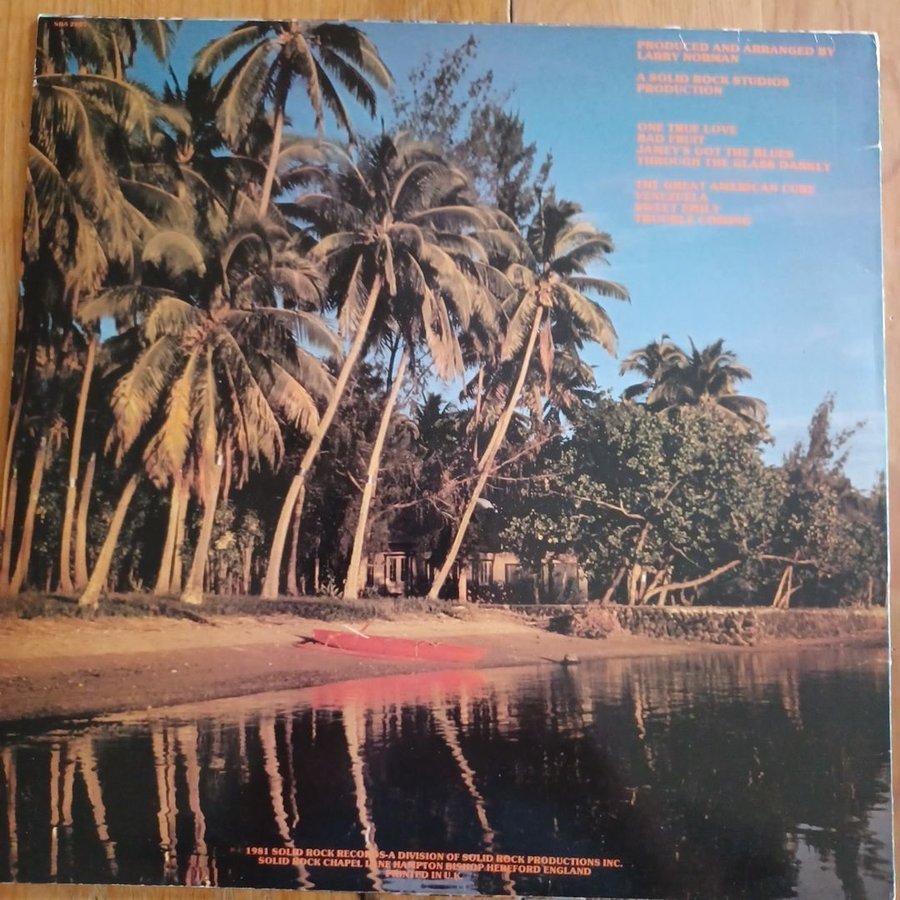 PRODUCED AND ARRANGED BY
LARRY NORMAN
A SOLID ROCK STUDIOS
PRODUCTION
ONE TRUE LOVE
BAD FRUIT
JANEY'S GOT THE BLUES
THROUGH THE GLASS DARKLY
THE GREAT AMERICAN CURE
VENEZUELA
SWEET EMILY
TROUBLE COMING
1981 SOLID ROCK RECORDS-A DIVISION OF SOLID ROCK PRODUCTIONS INC.
SOLID ROCK CHAPEL LANE HAMPTON BISHOP HEREFORD ENGLAND
PRINTED IN U.K.